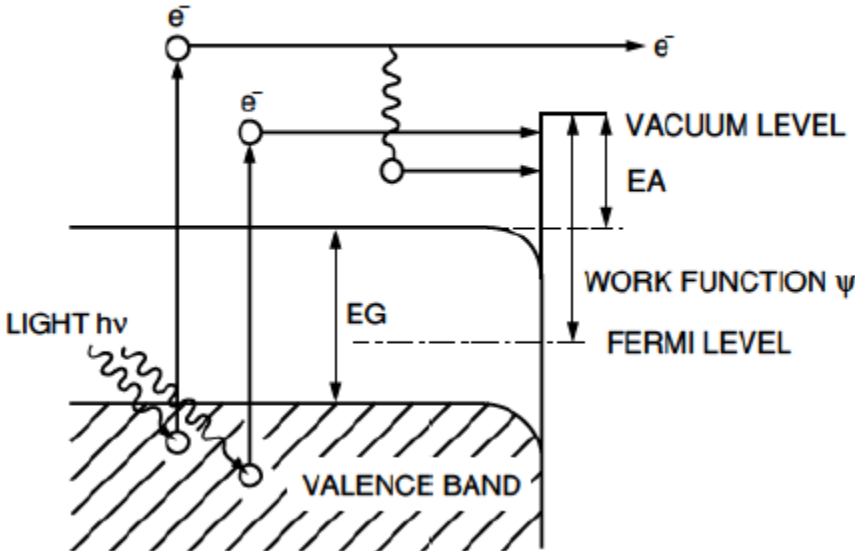 e⁻
e⁻
e⁻
VACUUM LEVEL
EA
WORK FUNCTION ψ
LIGHT hν
EG
FERMI LEVEL
VALENCE BAND